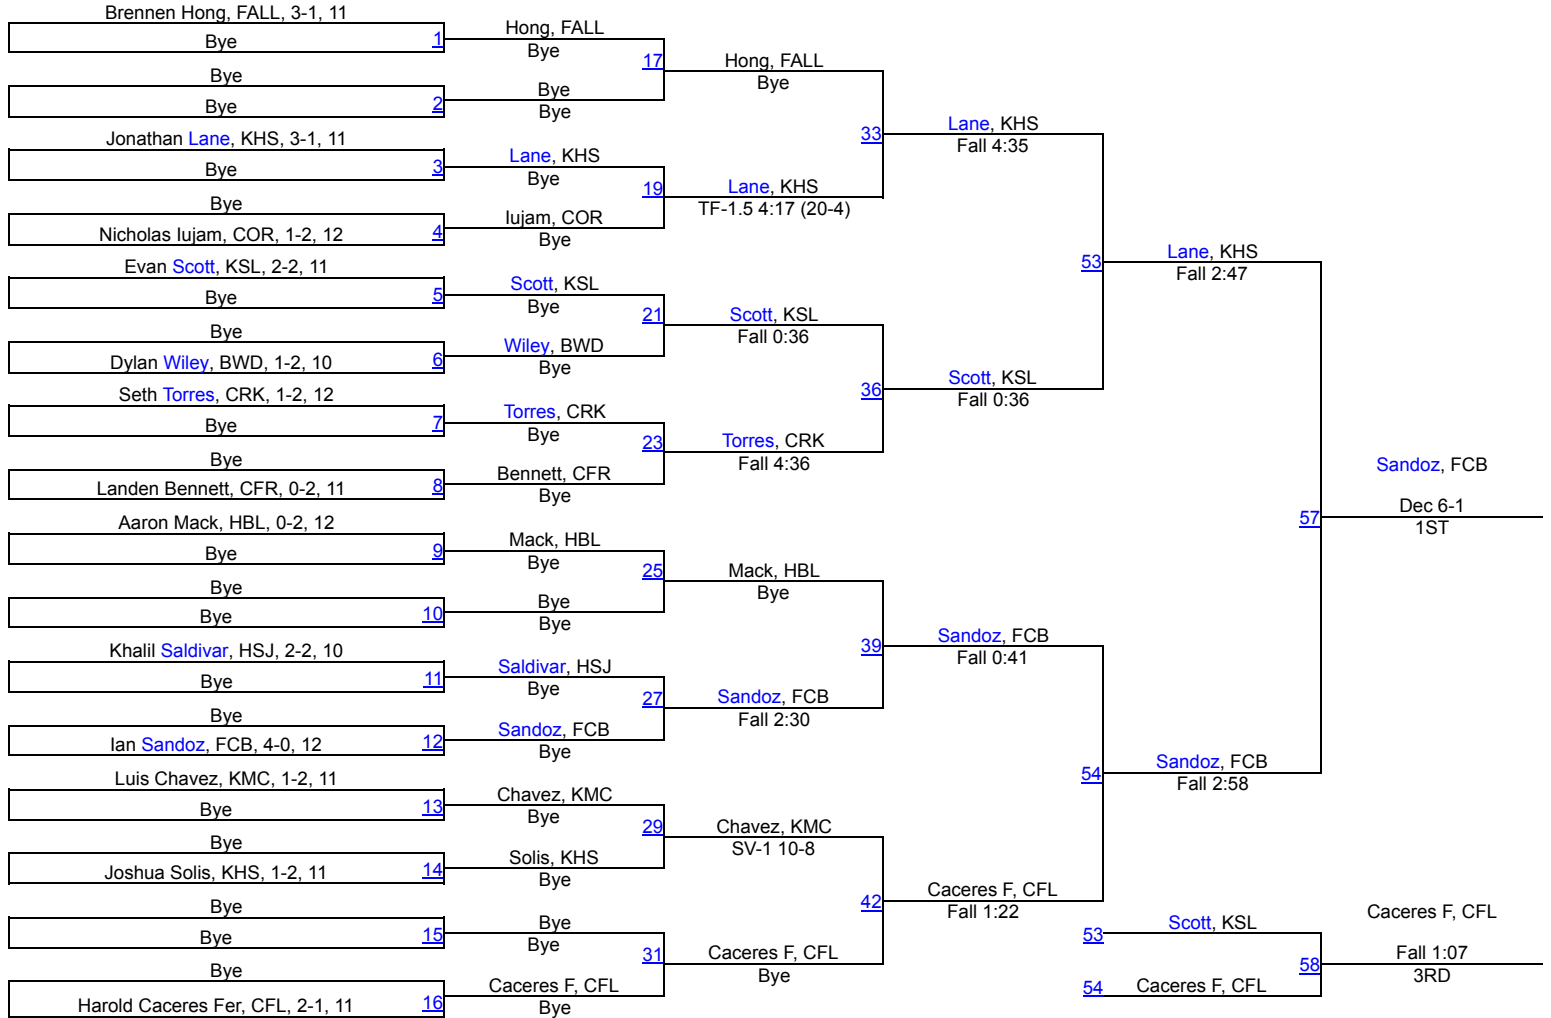 Brennen Hong, FALL, 3-1, 11
Bye
1
Bye
Bye
2
Jonathan Lane, KHS, 3-1, 11
Bye
3
Bye
Nicholas Iujam, COR, 1-2, 12
4
Evan Scott, KSL, 2-2, 11
Bye
5
Bye
Dylan Wiley, BWD, 1-2, 10
6
Seth Torres, CRK, 1-2, 12
Bye
7
Bye
Landen Bennett, CFR, 0-2, 11
8
Aaron Mack, HBL, 0-2, 12
Bye
9
Bye
Bye
10
Khalil Saldivar, HSJ, 2-2, 10
Bye
11
Bye
Ian Sandoz, FCB, 4-0, 12
12
Luis Chavez, KMC, 1-2, 11
Bye
13
Bye
Joshua Solis, KHS, 1-2, 11
14
Bye
Bye
15
Bye
Harold Caceres Fer, CFL, 2-1, 11
16
Hong, FALL
Bye
17
Bye
Bye
Lane, KHS
Bye
19
Iujam, COR
Bye
Scott, KSL
Bye
21
Wiley, BWD
Bye
Torres, CRK
Bye
23
Bennett, CFR
Bye
Mack, HBL
Bye
25
Bye
Bye
Saldivar, HSJ
Bye
27
Sandoz, FCB
Bye
Chavez, KMC
Bye
29
Solis, KHS
Bye
Bye
Bye
31
Caceres F, CFL
Bye
Hong, FALL
Bye
33
Lane, KHS
TF-1.5 4:17 (20-4)
Scott, KSL
Fall 0:36
36
Torres, CRK
Fall 4:36
Mack, HBL
Bye
39
Sandoz, FCB
Fall 2:30
Chavez, KMC
SV-1 10-8
42
Caceres F, CFL
Bye
Lane, KHS
Fall 4:35
53
Scott, KSL
Fall 0:36
Sandoz, FCB
Fall 0:41
54
Caceres F, CFL
Fall 1:22
Lane, KHS
Fall 2:47
57
Sandoz, FCB
Fall 2:58
Sandoz, FCB
Dec 6-1
1ST
53
Scott, KSL
58
54
Caceres F, CFL
Caceres F, CFL
Fall 1:07
3RD